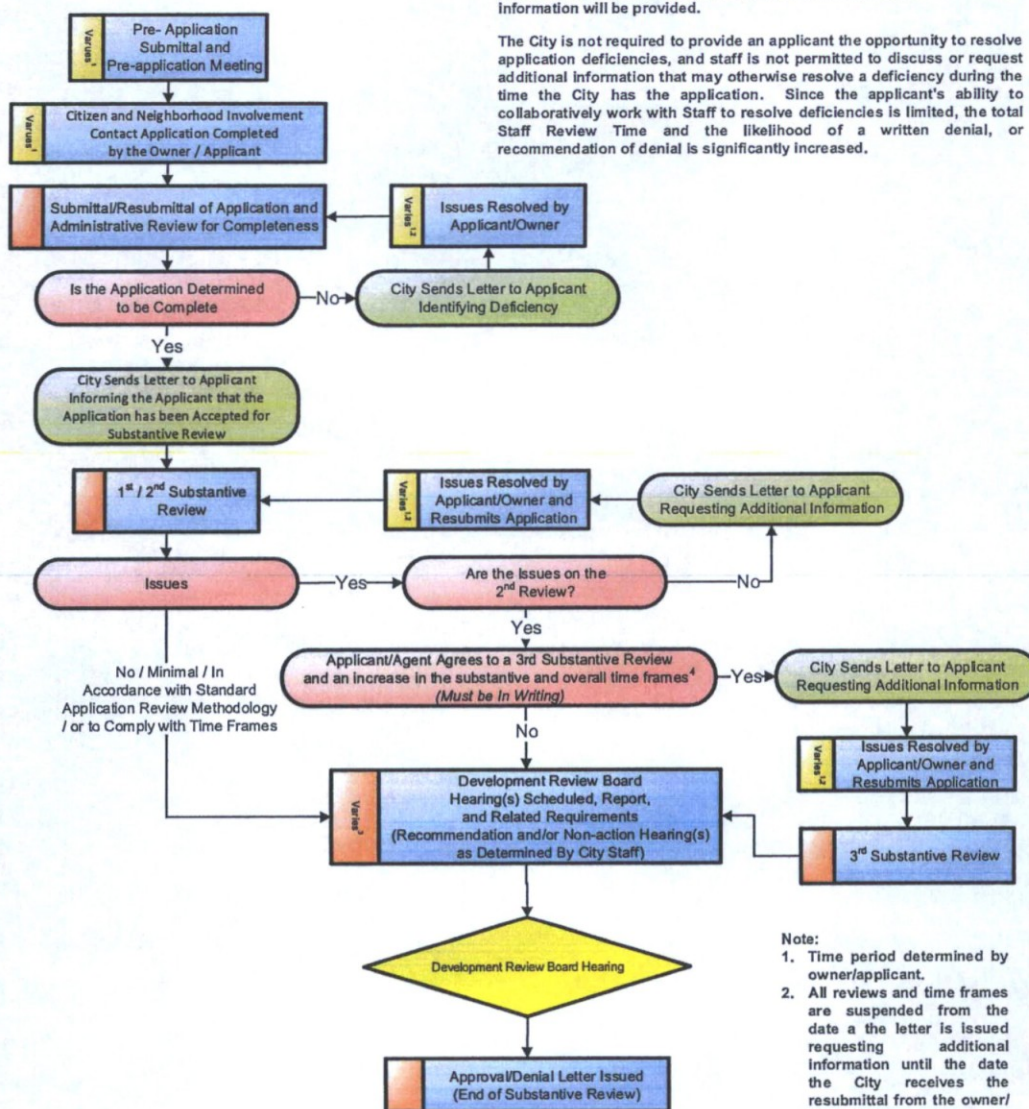 information will be provided.
The City is not required to provide an applicant the opportunity to resolve
application deficiencies, and staff is not permitted to discuss or request
additional information that may otherwise resolve a deficiency during the
time the City has the application. Since the applicant's ability to
collaboratively work with Staff to resolve deficiencies is limited, the total
Staff Review Time and the likelihood of a written denial, or
recommendation of denial is significantly increased.
Varues¹
Pre- Application
Submittal and
Pre-application Meeting
Varues¹
Citizen and Neighborhood Involvement
Contact Application Completed
by the Owner / Applicant
Submittal/Resubmittal of Application and
Administrative Review for Completeness
Varies¹,²
Issues Resolved by
Applicant/Owner
Is the Application Determined
to be Complete
No
City Sends Letter to Applicant
Identifying Deficiency
Yes
City Sends Letter to Applicant
Informing the Applicant that the
Application has been Accepted for
Substantive Review
1st / 2nd Substantive
Review
Varies¹,²
Issues Resolved by
Applicant/Owner and
Resubmits Application
City Sends Letter to Applicant
Requesting Additional Information
Issues
Yes
Are the Issues on the
2nd Review?
No
Yes
No / Minimal / In
Accordance with Standard
Application Review Methodology
/ or to Comply with Time Frames
Applicant/Agent Agrees to a 3rd Substantive Review
and an increase in the substantive and overall time frames⁴
(Must be In Writing)
Yes
City Sends Letter to Applicant
Requesting Additional Information
No
Varies¹,²
Issues Resolved by
Applicant/Owner and
Resubmits Application
Varies³
Development Review Board
Hearing(s) Scheduled, Report,
and Related Requirements
(Recommendation and/or Non-action Hearing(s)
as Determined By City Staff)
3rd Substantive Review
Development Review Board Hearing
Approval/Denial Letter Issued
(End of Substantive Review)
Note:
1. Time period determined by
owner/applicant.
2. All reviews and time frames
are suspended from the
date a the letter is issued
requesting additional
information until the date
the City receives the
resubmittal from the owner/